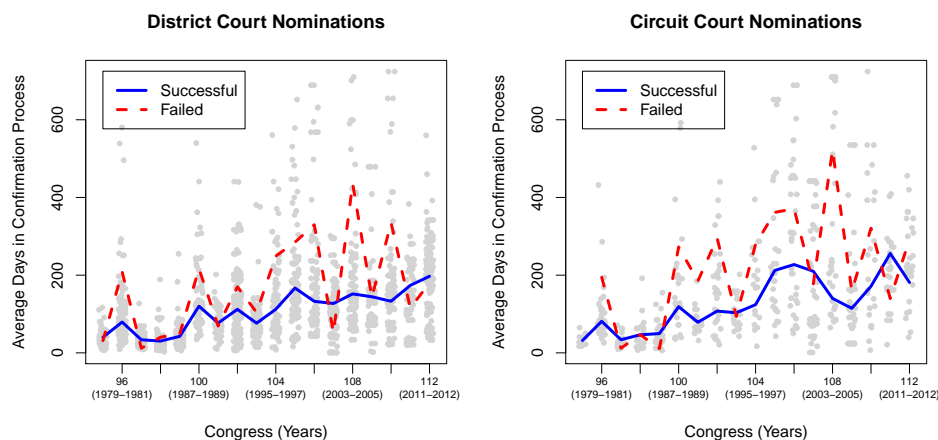 District Court Nominations
Average Days in Confirmation Process
600
400
200
0
Successful
Failed
96 100 104 108 112
(1979–1981) (1987–1989) (1995–1997) (2003–2005) (2011–2012)
Congress (Years)
Circuit Court Nominations
Average Days in Confirmation Process
600
400
200
0
Successful
Failed
96 100 104 108 112
(1979–1981) (1987–1989) (1995–1997) (2003–2005) (2011–2012)
Congress (Years)